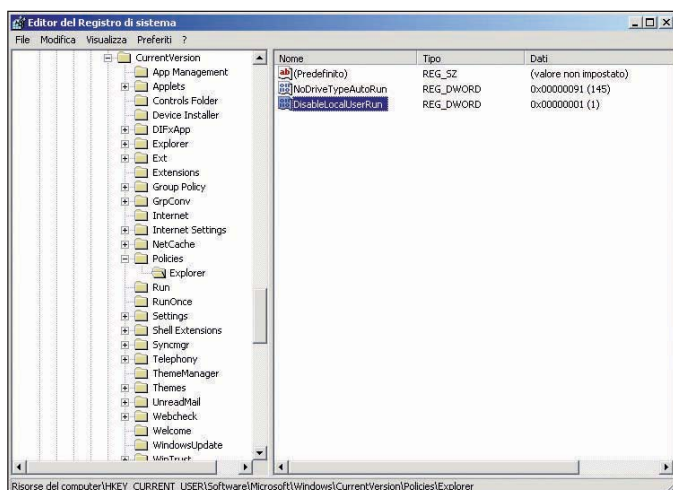 Editor del Registro di sistema
File Modifica Visualizza Preferiti ?
CurrentVersion
App Management
Applets
Controls Folder
Device Installer
DIFxApp
Explorer
Ext
Extensions
Group Policy
GrpConv
Internet
Internet Settings
NetCache
Policies
Explorer
Run
RunOnce
Settings
Shell Extensions
Syncmgr
Telephony
ThemeManager
Themes
UnreadMail
Webcheck
Welcome
WindowsUpdate
WinTrust
Nome Tipo Dati
(Predefinito) REG_SZ (valore non impostato)
NoDriveTypeAutoRun REG_DWORD 0x00000091 (145)
DisableLocalUserRun REG_DWORD 0x00000001 (1)
Risorse del computer\HKEY_CURRENT_USER\Software\Microsoft\Windows\CurrentVersion\Policies\Explorer